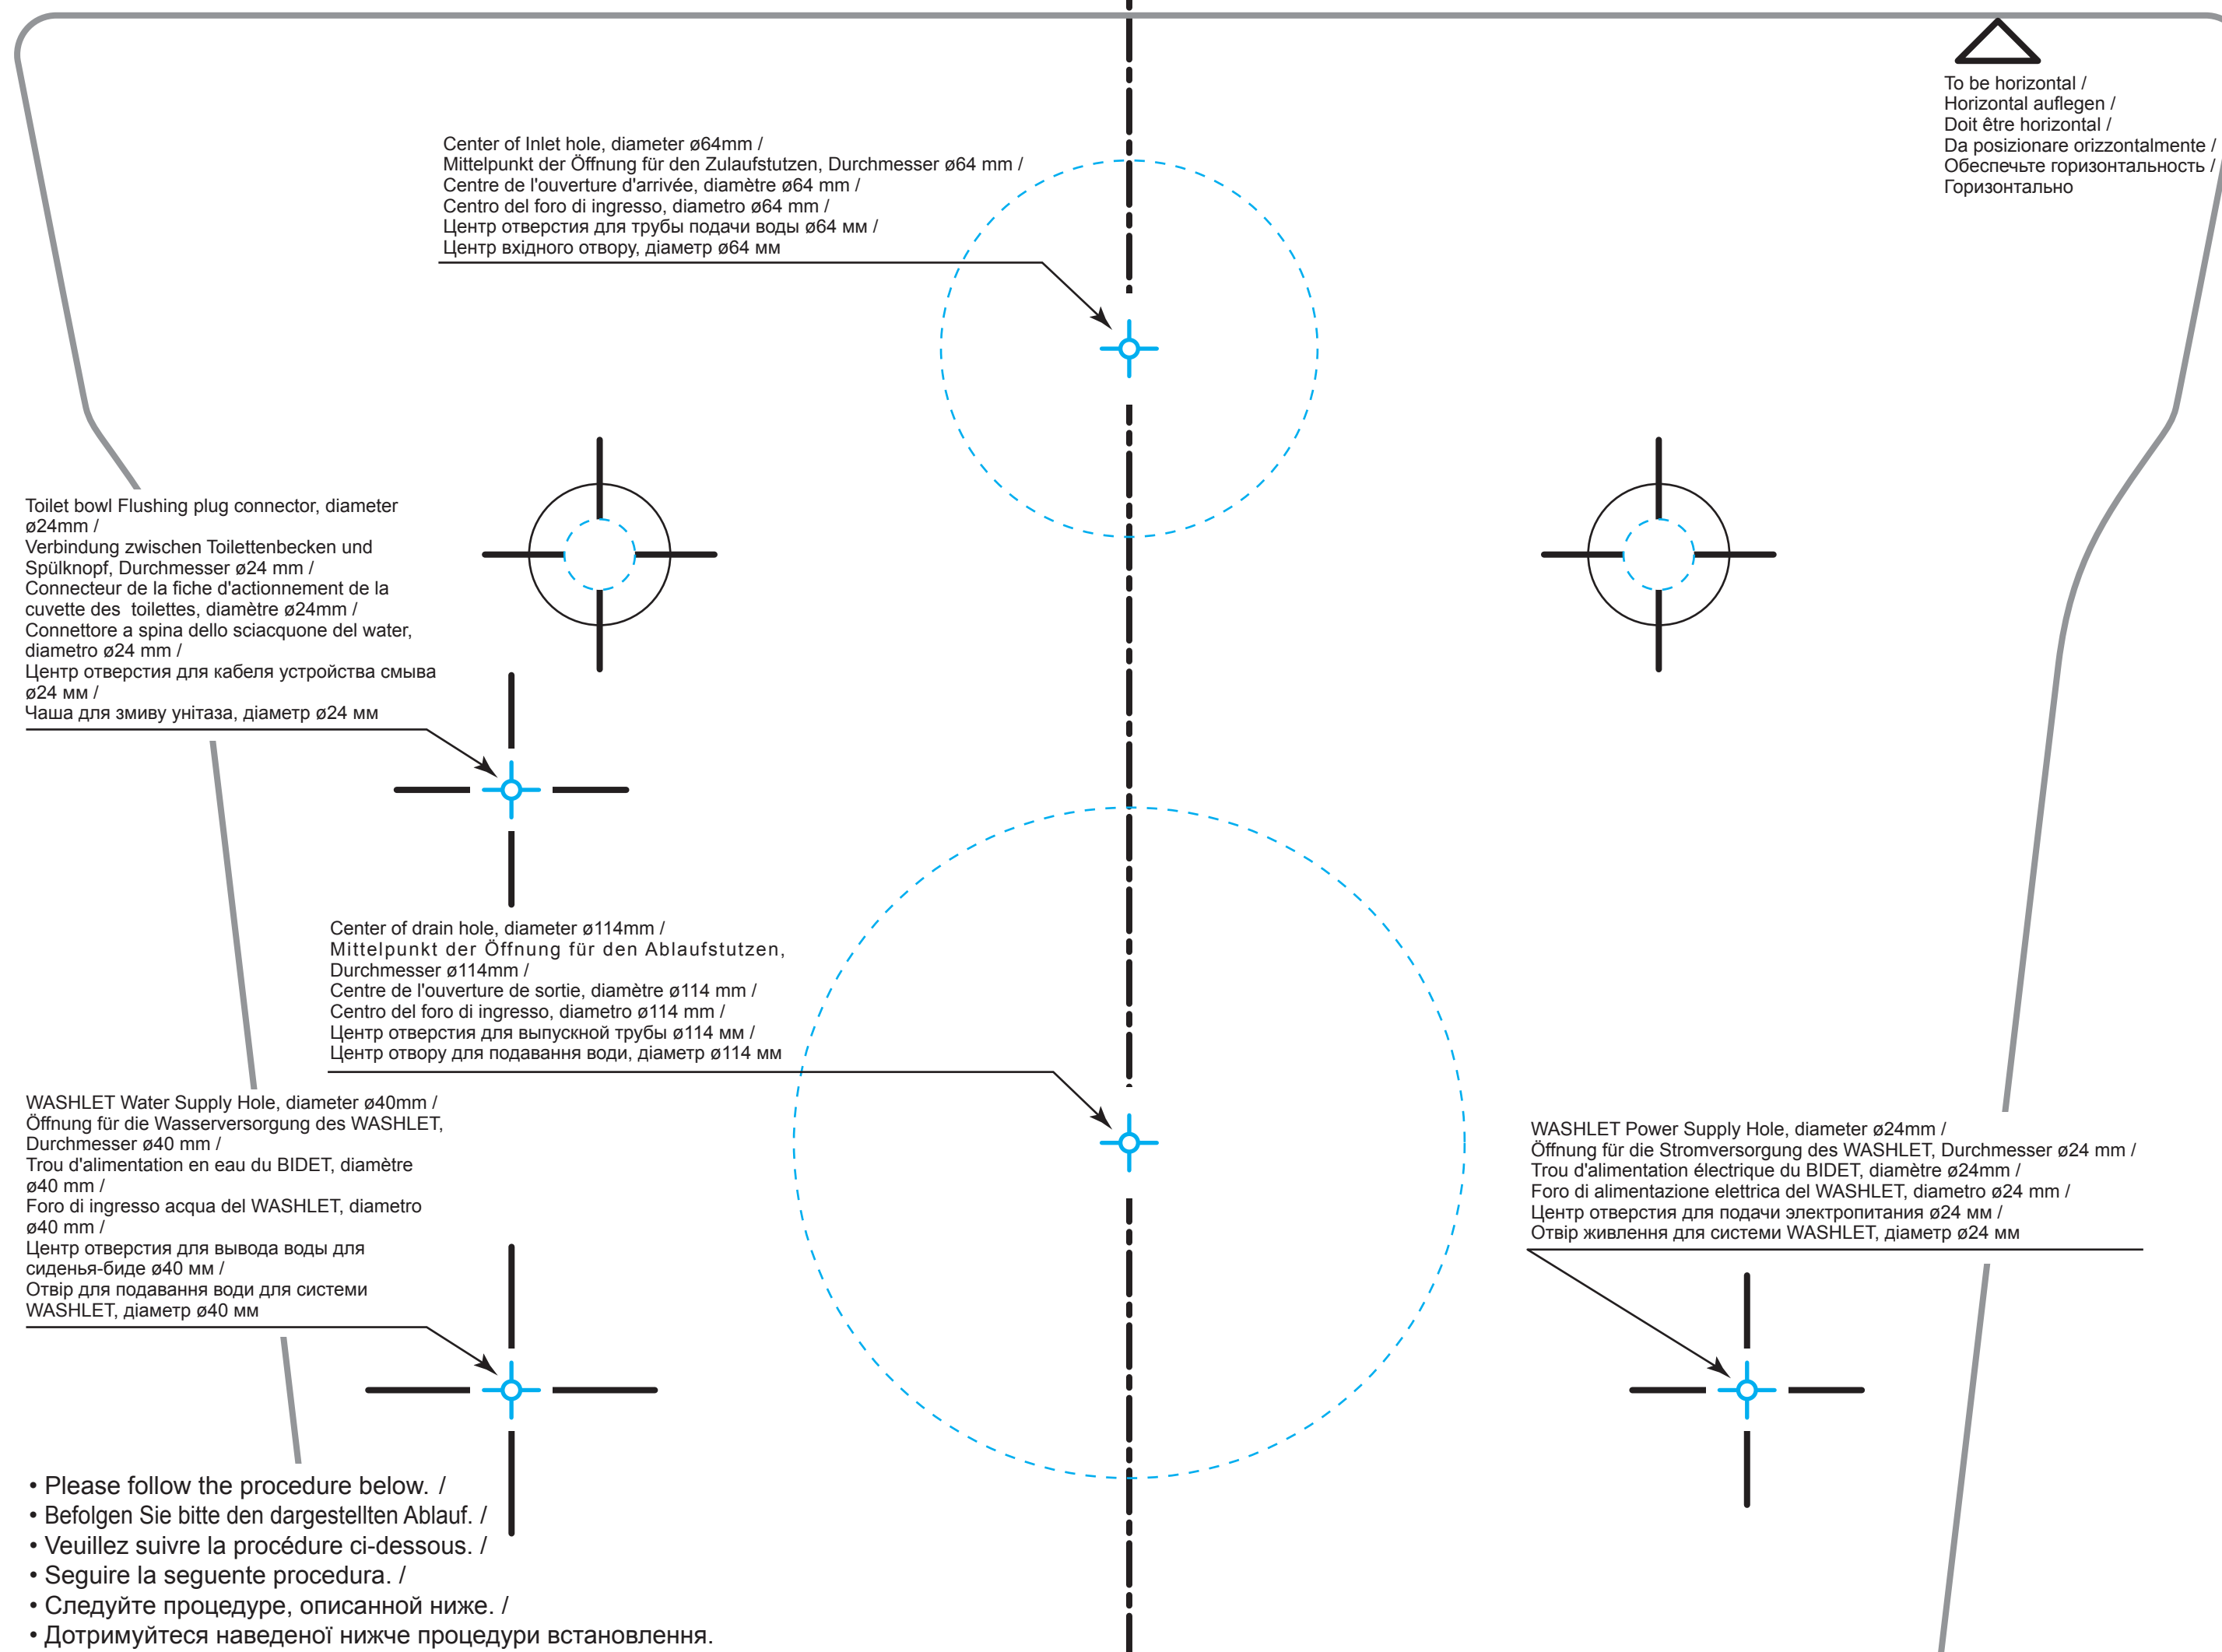 To be horizontal /
Horizontal auflegen /
Doit être horizontal /
Da posizionare orizzontalmente /
Обеспечьте горизонтальность /
Горизонтально
Center of Inlet hole, diameter ø64mm /
Mittelpunkt der Öffnung für den Zulaufstutzen, Durchmesser ø64 mm /
Centre de l'ouverture d'arrivée, diamètre ø64 mm /
Centro del foro di ingresso, diametro ø64 mm /
Центр отверстия для трубы подачи воды ø64 мм /
Центр вхідного отвору, діаметр ø64 мм
Toilet bowl Flushing plug connector, diameter
ø24mm /
Verbindung zwischen Toilettenbecken und
Spülknopf, Durchmesser ø24 mm /
Connecteur de la fiche d'actionnement de la
cuvette des  toilettes, diamètre ø24mm /
Connettore a spina dello sciacquone del water,
diametro ø24 mm /
Центр отверстия для кабеля устройства смыва
ø24 мм /
Чаша для змиву унітаза, діаметр ø24 мм
Center of drain hole, diameter ø114mm /
Mittelpunkt der Öffnung für den Ablaufstutzen,
Durchmesser ø114mm /
Centre de l'ouverture de sortie, diamètre ø114 mm /
Centro del foro di ingresso, diametro ø114 mm /
Центр отверстия для выпускной трубы ø114 мм /
Центр отвору для подавання води, діаметр ø114 мм
WASHLET Water Supply Hole, diameter ø40mm /
Öffnung für die Wasserversorgung des WASHLET,
Durchmesser ø40 mm /
Trou d'alimentation en eau du BIDET, diamètre
ø40 mm /
Foro di ingresso acqua del WASHLET, diametro
ø40 mm /
Центр отверстия для вывода воды для
сиденья-биде ø40 мм /
Отвір для подавання води для системи
WASHLET, діаметр ø40 мм
WASHLET Power Supply Hole, diameter ø24mm /
Öffnung für die Stromversorgung des WASHLET, Durchmesser ø24 mm /
Trou d'alimentation électrique du BIDET, diamètre ø24mm /
Foro di alimentazione elettrica del WASHLET, diametro ø24 mm /
Центр отверстия для подачи электропитания ø24 мм /
Отвір живлення для системи WASHLET, діаметр ø24 мм
• Please follow the procedure below. /
• Befolgen Sie bitte den dargestellten Ablauf. /
• Veuillez suivre la procédure ci-dessous. /
• Seguire la seguente procedura. /
• Следуйте процедуре, описанной ниже. /
• Дотримуйтеся наведеної нижче процедури встановлення.